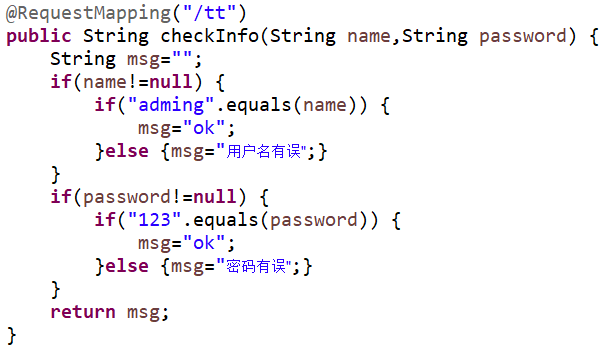 @RequestMapping("/tt")
public String checkInfo(String name,String password) {
    String msg="";
    if(name!=null) {
        if("adming".equals(name)) {
            msg="ok";
        }else {msg="用户名有误";}
    }
    if(password!=null) {
        if("123".equals(password)) {
            msg="ok";
        }else {msg="密码有误";}
    }
    return msg;
}